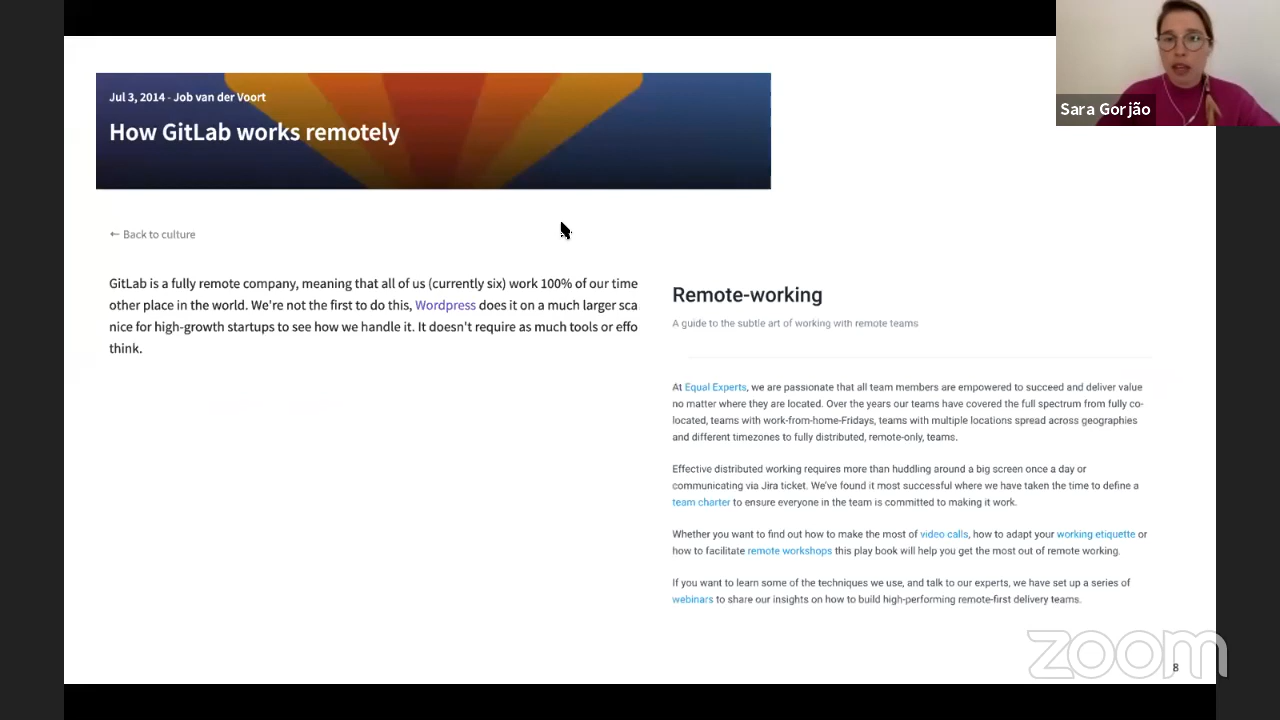 Jul 3, 2014 - Job van der Voort
How GitLab works remotely
← Back to culture
GitLab is a fully remote company, meaning that all of us (currently six) work 100% of our time
other place in the world. We're not the first to do this, Wordpress does it on a much larger sca
nice for high-growth startups to see how we handle it. It doesn't require as much tools or effo
think.
Remote-working
A guide to the subtle art of working with remote teams
At Equal Experts, we are passionate that all team members are empowered to succeed and deliver value
no matter where they are located. Over the years our teams have covered the full spectrum from fully co-
located, teams with work-from-home-Fridays, teams with multiple locations spread across geographies
and different timezones to fully distributed, remote-only, teams.
Effective distributed working requires more than huddling around a big screen once a day or
communicating via Jira ticket. We've found it most successful where we have taken the time to define a
team charter to ensure everyone in the team is committed to making it work.
Whether you want to find out how to make the most of video calls, how to adapt your working etiquette or
how to facilitate remote workshops this play book will help you get the most out of remote working.
If you want to learn some of the techniques we use, and talk to our experts, we have set up a series of
webinars to share our insights on how to build high-performing remote-first delivery teams.
Sara Gorjão
zoom
8